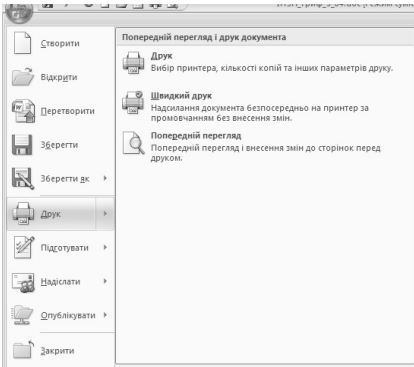 Створити
Відкрити
Перетворити
Зберегти
Зберегти як
Друк
Підготувати
Надіслати
Опублікувати
Закрити
Попередній перегляд і друк документа
Друк
Вибір принтера, кількості копій та інших параметрів друку.
Швидкий друк
Надсилання документа безпосередньо на принтер за
промовчанням без внесення змін.
Попередній перегляд
Попередній перегляд і внесення змін до сторінок перед
друком.